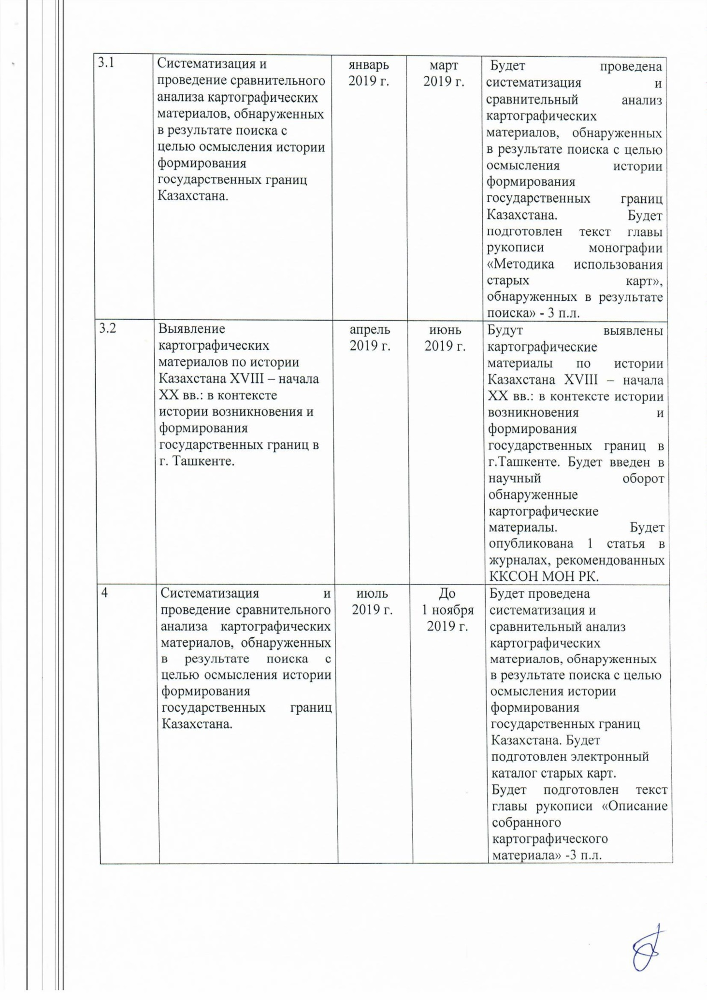 3.1
Систематизация и
проведение сравнительного
анализа картографических
материалов, обнаруженных
в результате поиска с
целью осмысления истории
формирования
государственных границ
Казахстана.
январь
2019 г.
март
2019 г.
Будет проведена
систематизация и
сравнительный анализ
картографических
материалов, обнаруженных
в результате поиска с целью
осмысления истории
формирования
государственных границ
Казахстана. Будет
подготовлен текст главы
рукописи монографии
«Методика использования
старых карт»,
обнаруженных в результате
поиска» - 3 п.л.
3.2
Выявление
картографических
материалов по истории
Казахстана XVIII – начала
XX вв.: в контексте
истории возникновения и
формирования
государственных границ в
г. Ташкенте.
апрель
2019 г.
июнь
2019 г.
Будут выявлены
картографические
материалы по истории
Казахстана XVIII – начала
XX вв.: в контексте истории
возникновения и
формирования
государственных границ в
г.Ташкенте. Будет введен в
научный оборот
обнаруженные
картографические
материалы. Будет
опубликована 1 статья в
журналах, рекомендованных
ККСОН МОН РК.
4
Систематизация и
проведение сравнительного
анализа картографических
материалов, обнаруженных
в результате поиска с
целью осмысления истории
формирования
государственных границ
Казахстана.
июль
2019 г.
До
1 ноября
2019 г.
Будет проведена
систематизация и
сравнительный анализ
картографических
материалов, обнаруженных
в результате поиска с целью
осмысления истории
формирования
государственных границ
Казахстана. Будет
подготовлен электронный
каталог старых карт.
Будет подготовлен текст
главы рукописи «Описание
собранного
картографического
материала» -3 п.л.